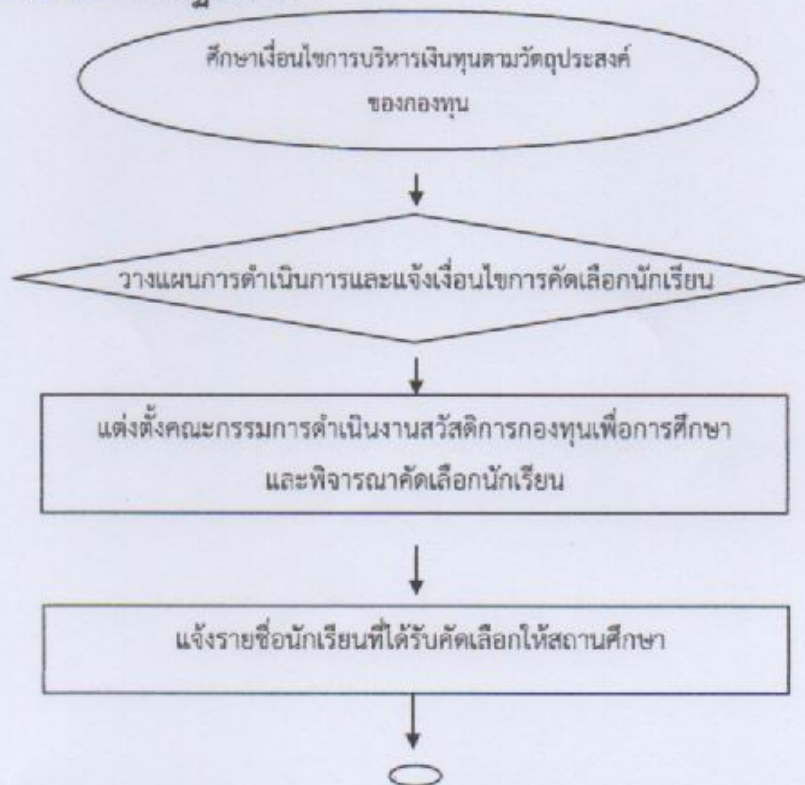 ศึกษาเงื่อนไขการบริหารเงินทุนตามวัตถุประสงค์
ของกองทุน
วางแผนการดำเนินการและแจ้งเงื่อนไขการคัดเลือกนักเรียน
แต่งตั้งคณะกรรมการดำเนินงานสวัสดิการกองทุนเพื่อการศึกษา
และพิจารณาคัดเลือกนักเรียน
แจ้งรายชื่อนักเรียนที่ได้รับคัดเลือกให้สถานศึกษา